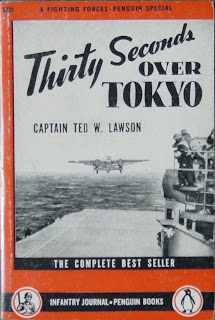 A FIGHTING FORCES-PENGUIN SPECIAL
Thirty Seconds
OVER
TOKYO
CAPTAIN TED W. LAWSON
THE COMPLETE BEST SELLER
INFANTRY JOURNAL • PENGUIN BOOKS